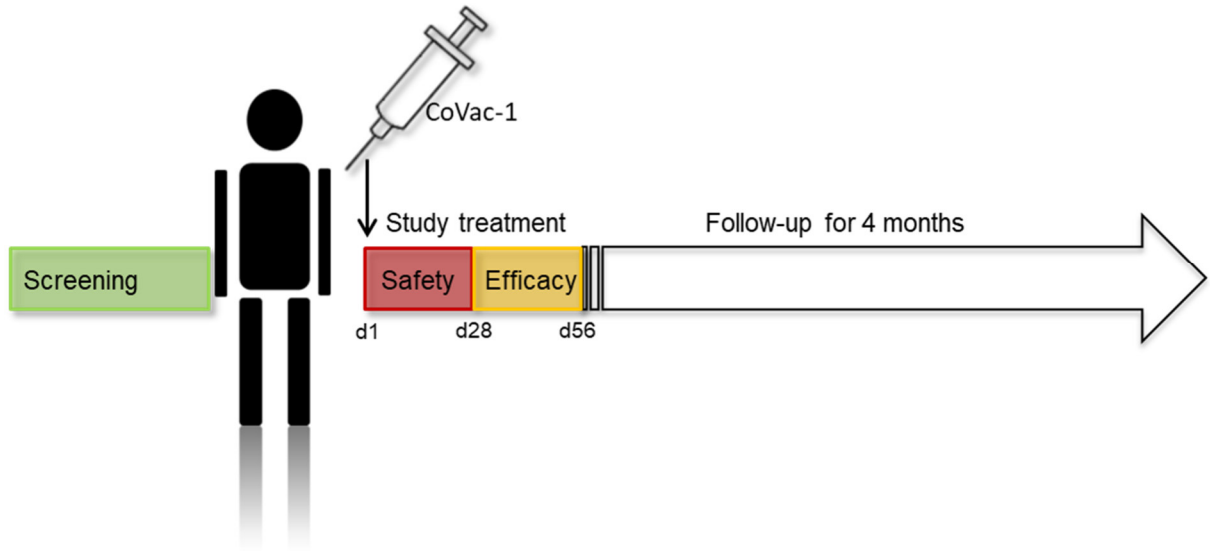 CoVac-1
Study treatment
Follow-up for 4 months
Screening
Safety
Efficacy
d1
d28
d56